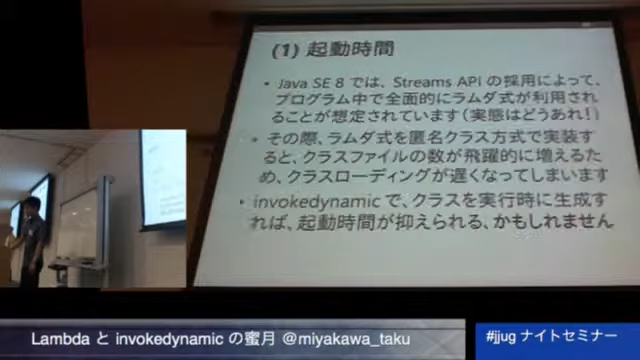 (1) 起動時間
• Java SE 8 では、Streams API の採用によって、
プログラム中で全面的にラムダ式が利用され
ることが想定されています(実態はどうあれ!)
• その際、ラムダ式を匿名クラス方式で実装す
ると、クラスファイルの数が飛躍的に増えるた
め、クラスローディングが遅くなってしまいます
• invokedynamic で、クラスを実行時に生成す
れば、起動時間が抑えられる、かもしれません
Lambda と invokedynamic の蜜月 @miyakawa_taku
#jjug ナイトセミナー